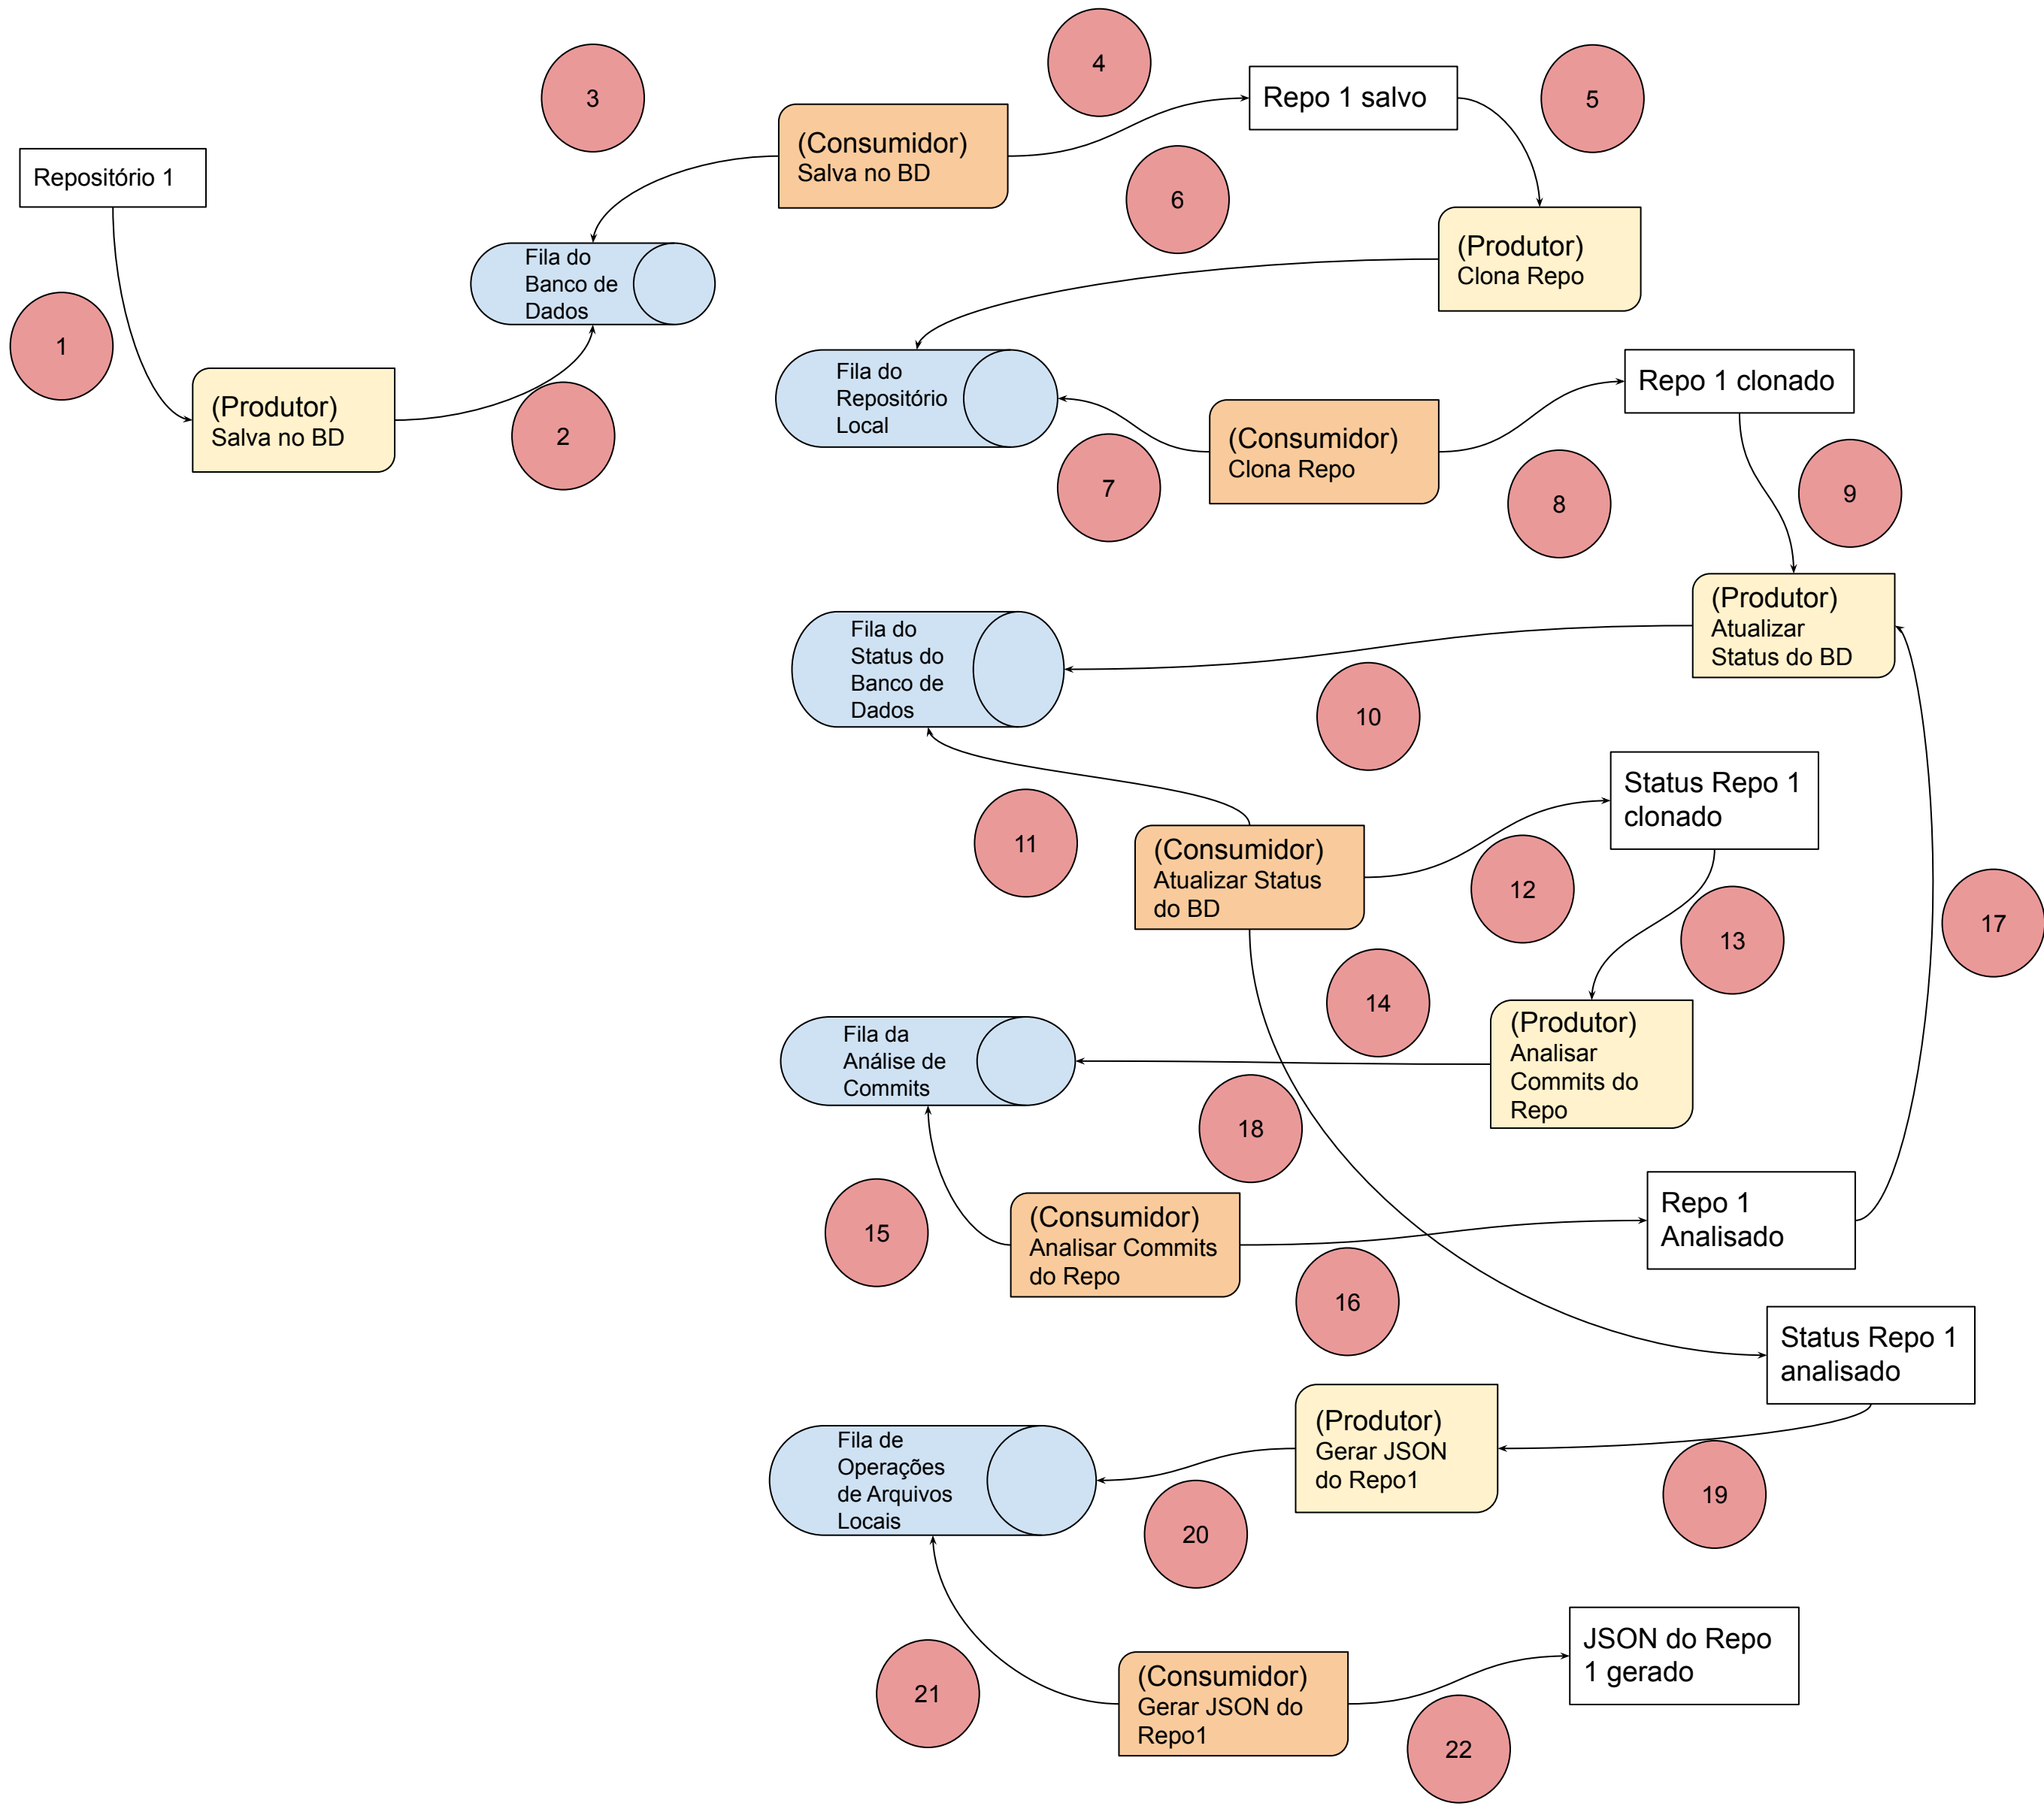 4
3
5
Repo 1 salvo
(Consumidor)
Salva no BD
Repositório 1
6
(Produtor)
Clona Repo
Fila do
Banco de
Dados
1
(Produtor)
Salva no BD
2
Fila do
Repositório
Local
(Consumidor)
Clona Repo
Repo 1 clonado
7
8
9
(Produtor)
Atualizar
Status do BD
Fila do
Status do
Banco de
Dados
10
11
(Consumidor)
Atualizar Status
do BD
Status Repo 1
clonado
12
13
17
14
(Produtor)
Analisar
Commits do
Repo
Fila da
Análise de
Commits
18
15
(Consumidor)
Analisar Commits
do Repo
Repo 1
Analisado
16
Status Repo 1
analisado
(Produtor)
Gerar JSON
do Repo1
Fila de
Operações
de Arquivos
Locais
19
20
21
(Consumidor)
Gerar JSON do
Repo1
JSON do Repo
1 gerado
22